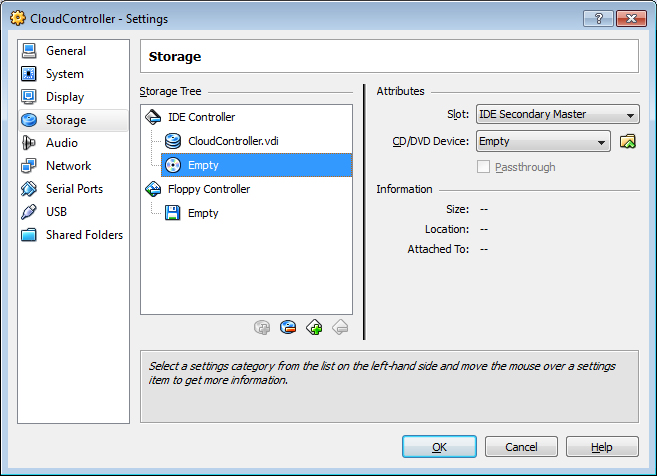 CloudController - Settings
General
System
Display
Storage
Audio
Network
Serial Ports
USB
Shared Folders
Storage
Storage Tree
IDE Controller
CloudController.vdi
Empty
Floppy Controller
Empty
Attributes
Slot: IDE Secondary Master
CD/DVD Device: Empty
Passthrough
Information
Size: --
Location: --
Attached To: --
Select a settings category from the list on the left-hand side and move the mouse over a settings
item to get more information.
OK Cancel Help